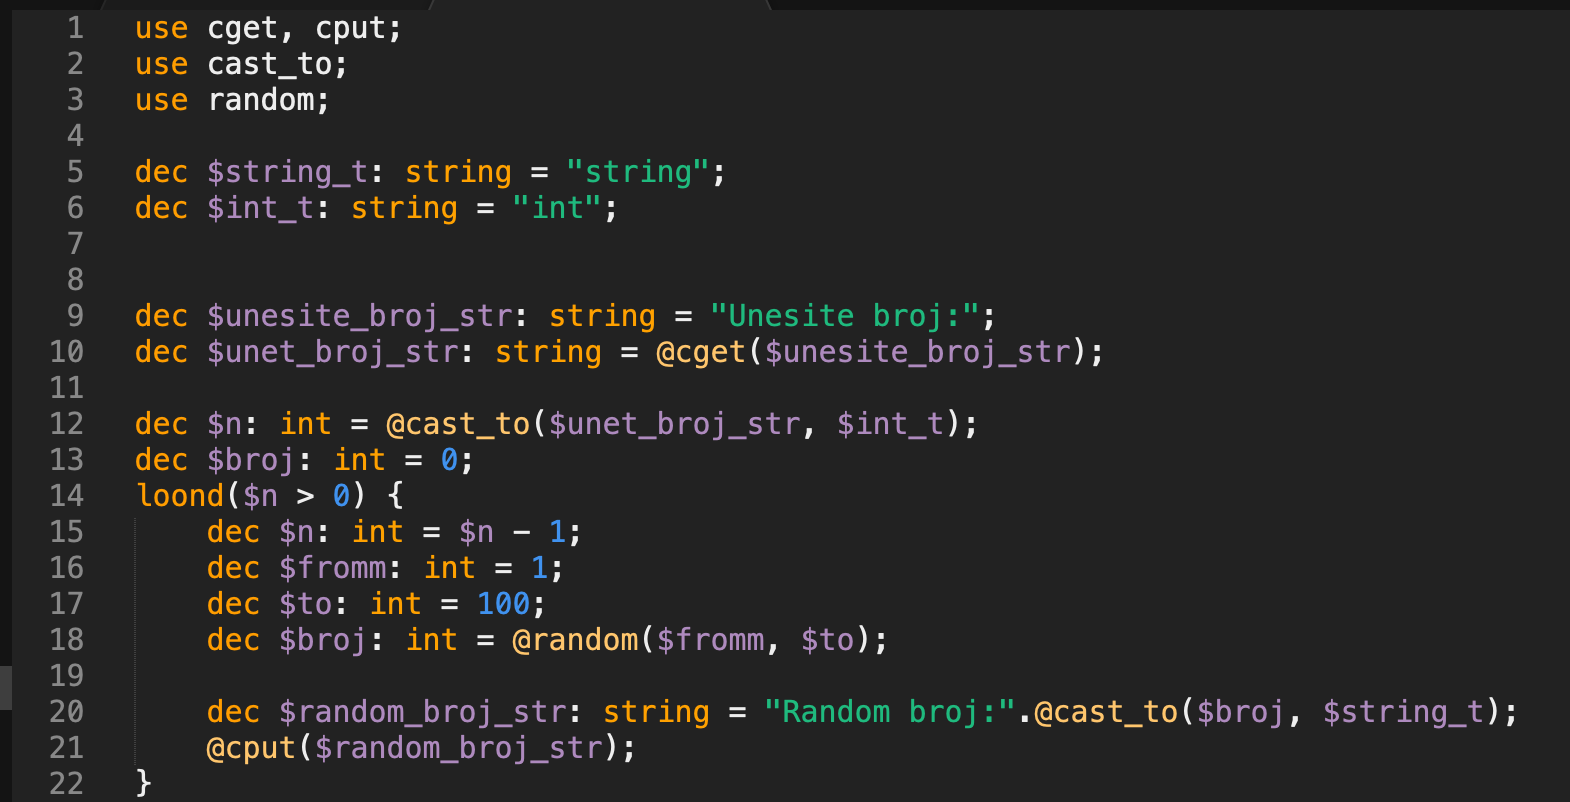 1 use cget, cput;
2 use cast_to;
3 use random;
4
5 dec $string_t: string = "string";
6 dec $int_t: string = "int";
7
8
9 dec $unesite_broj_str: string = "Unesite broj:";
10 dec $unet_broj_str: string = @cget($unesite_broj_str);
11
12 dec $n: int = @cast_to($unet_broj_str, $int_t);
13 dec $broj: int = 0;
14 loond($n > 0) {
15     dec $n: int = $n - 1;
16     dec $fromm: int = 1;
17     dec $to: int = 100;
18     dec $broj: int = @random($fromm, $to);
19
20     dec $random_broj_str: string = "Random broj:".@cast_to($broj, $string_t);
21     @cput($random_broj_str);
22 }